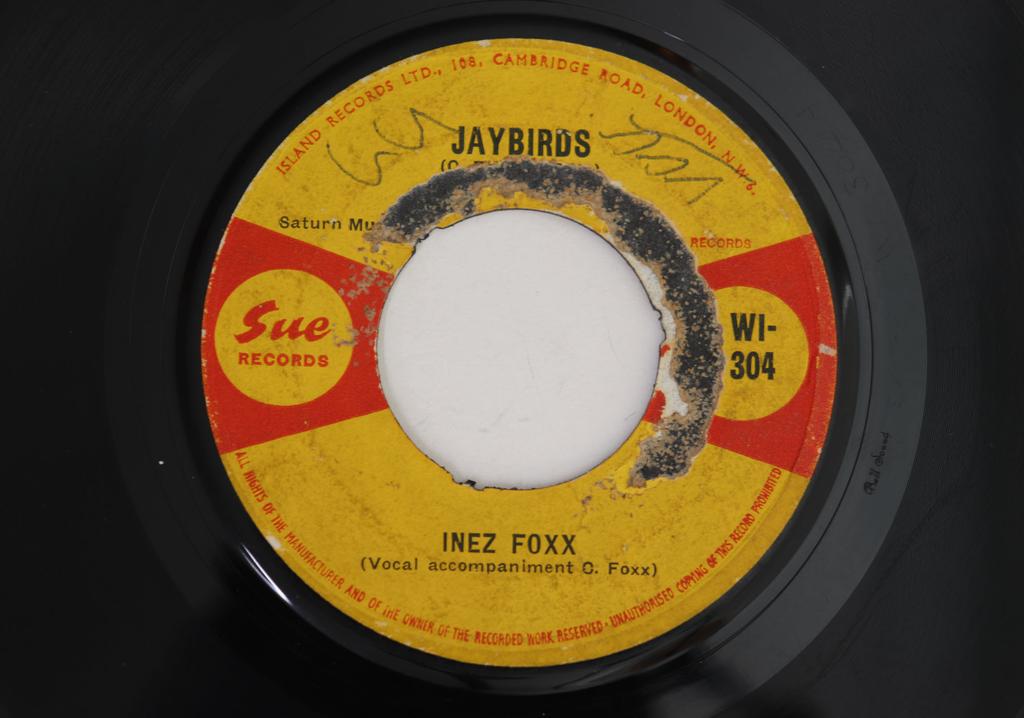 ISLAND RECORDS LTD., 108, CAMBRIDGE ROAD, LONDON, N.W.6.
JAYBIRDS
Saturn
RECORDS
Sue
RECORDS
WI-
304
INEZ FOXX
(Vocal accompaniment C. Foxx)
ALL RIGHTS OF THE MANUFACTURER AND OF THE OWNER OF THE RECORDED WORK RESERVED · UNAUTHORISED COPYING OF THIS RECORD PROHIBITED